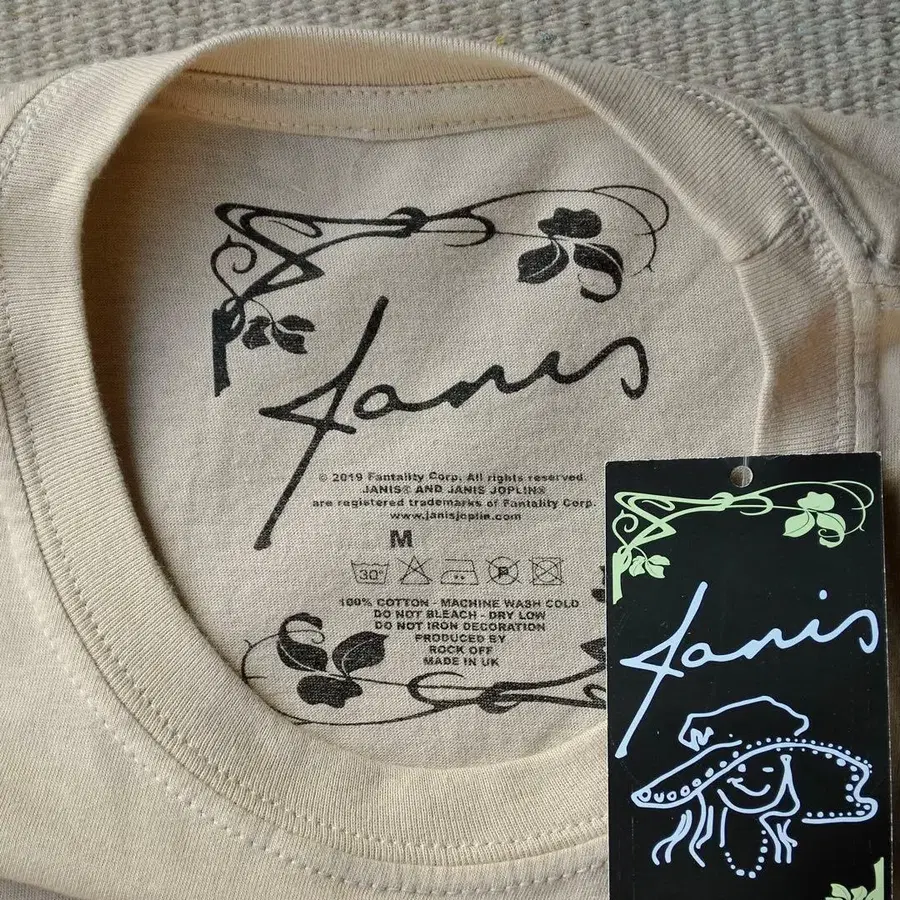 Janis
© 2019 Fantality Corp. All rights reserved.
JANIS® AND JANIS JOPLIN®
are registered trademarks of Fantality Corp.
www.janisjoplin.com
M
30°
P
100% COTTON - MACHINE WASH COLD
DO NOT BLEACH - DRY LOW
DO NOT IRON DECORATION
PRODUCED BY
ROCK OFF
MADE IN UK
Janis